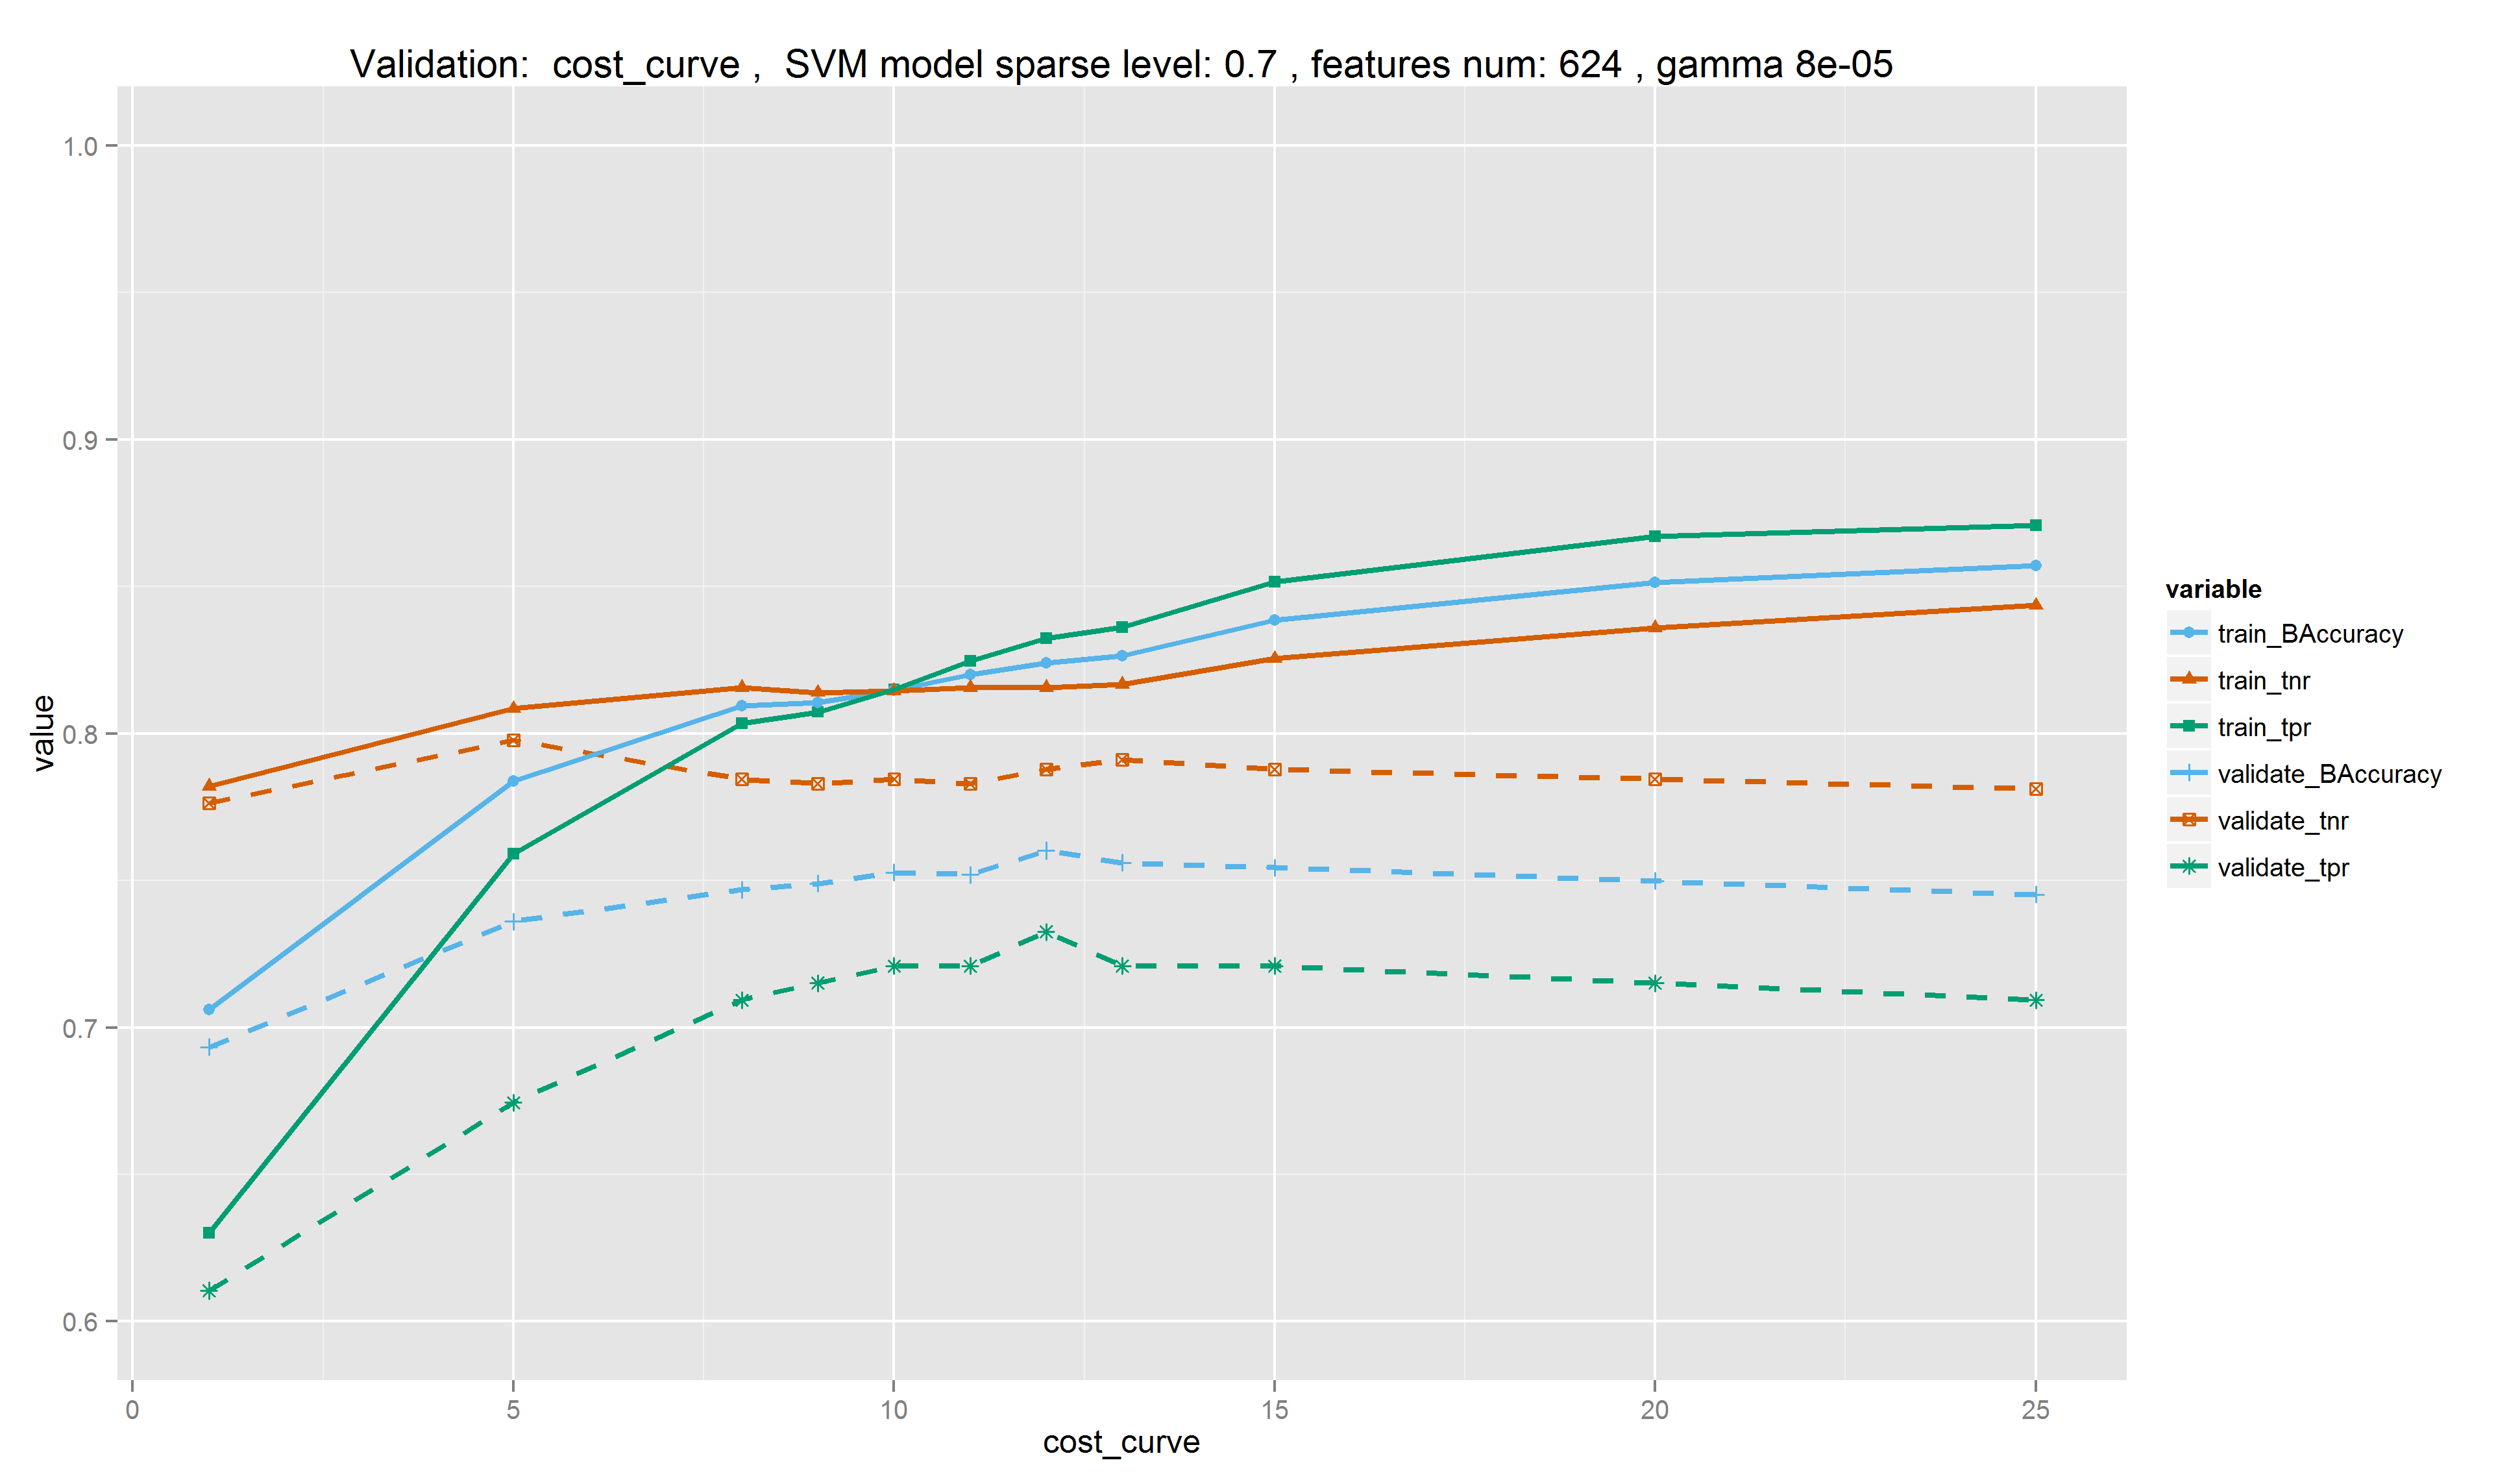 Validation:  cost_curve ,  SVM model sparse level: 0.7 , features num: 624 , gamma 8e-05
value
1.0
0.9
0.8
0.7
0.6
0
5
10
15
20
25
cost_curve
variable
train_BAccuracy
train_tnr
train_tpr
validate_BAccuracy
validate_tnr
validate_tpr